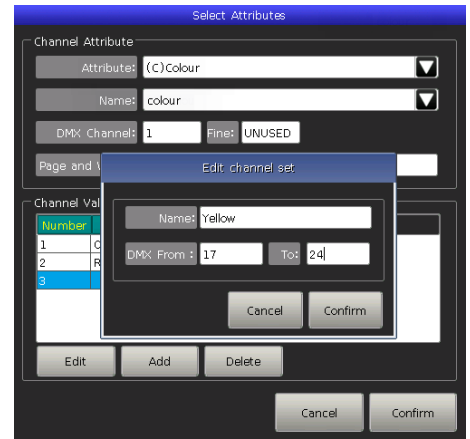 Select Attributes
Channel Attribute
Attribute: (C)Colour
Name: colour
DMX Channel: 1 Fine: UNUSED
Page and
Edit channel set
Channel Val
Number
Name: Yellow
1
DMX From : 17 To: 24
2 R
3
Cancel Confirm
Edit Add Delete
Cancel Confirm